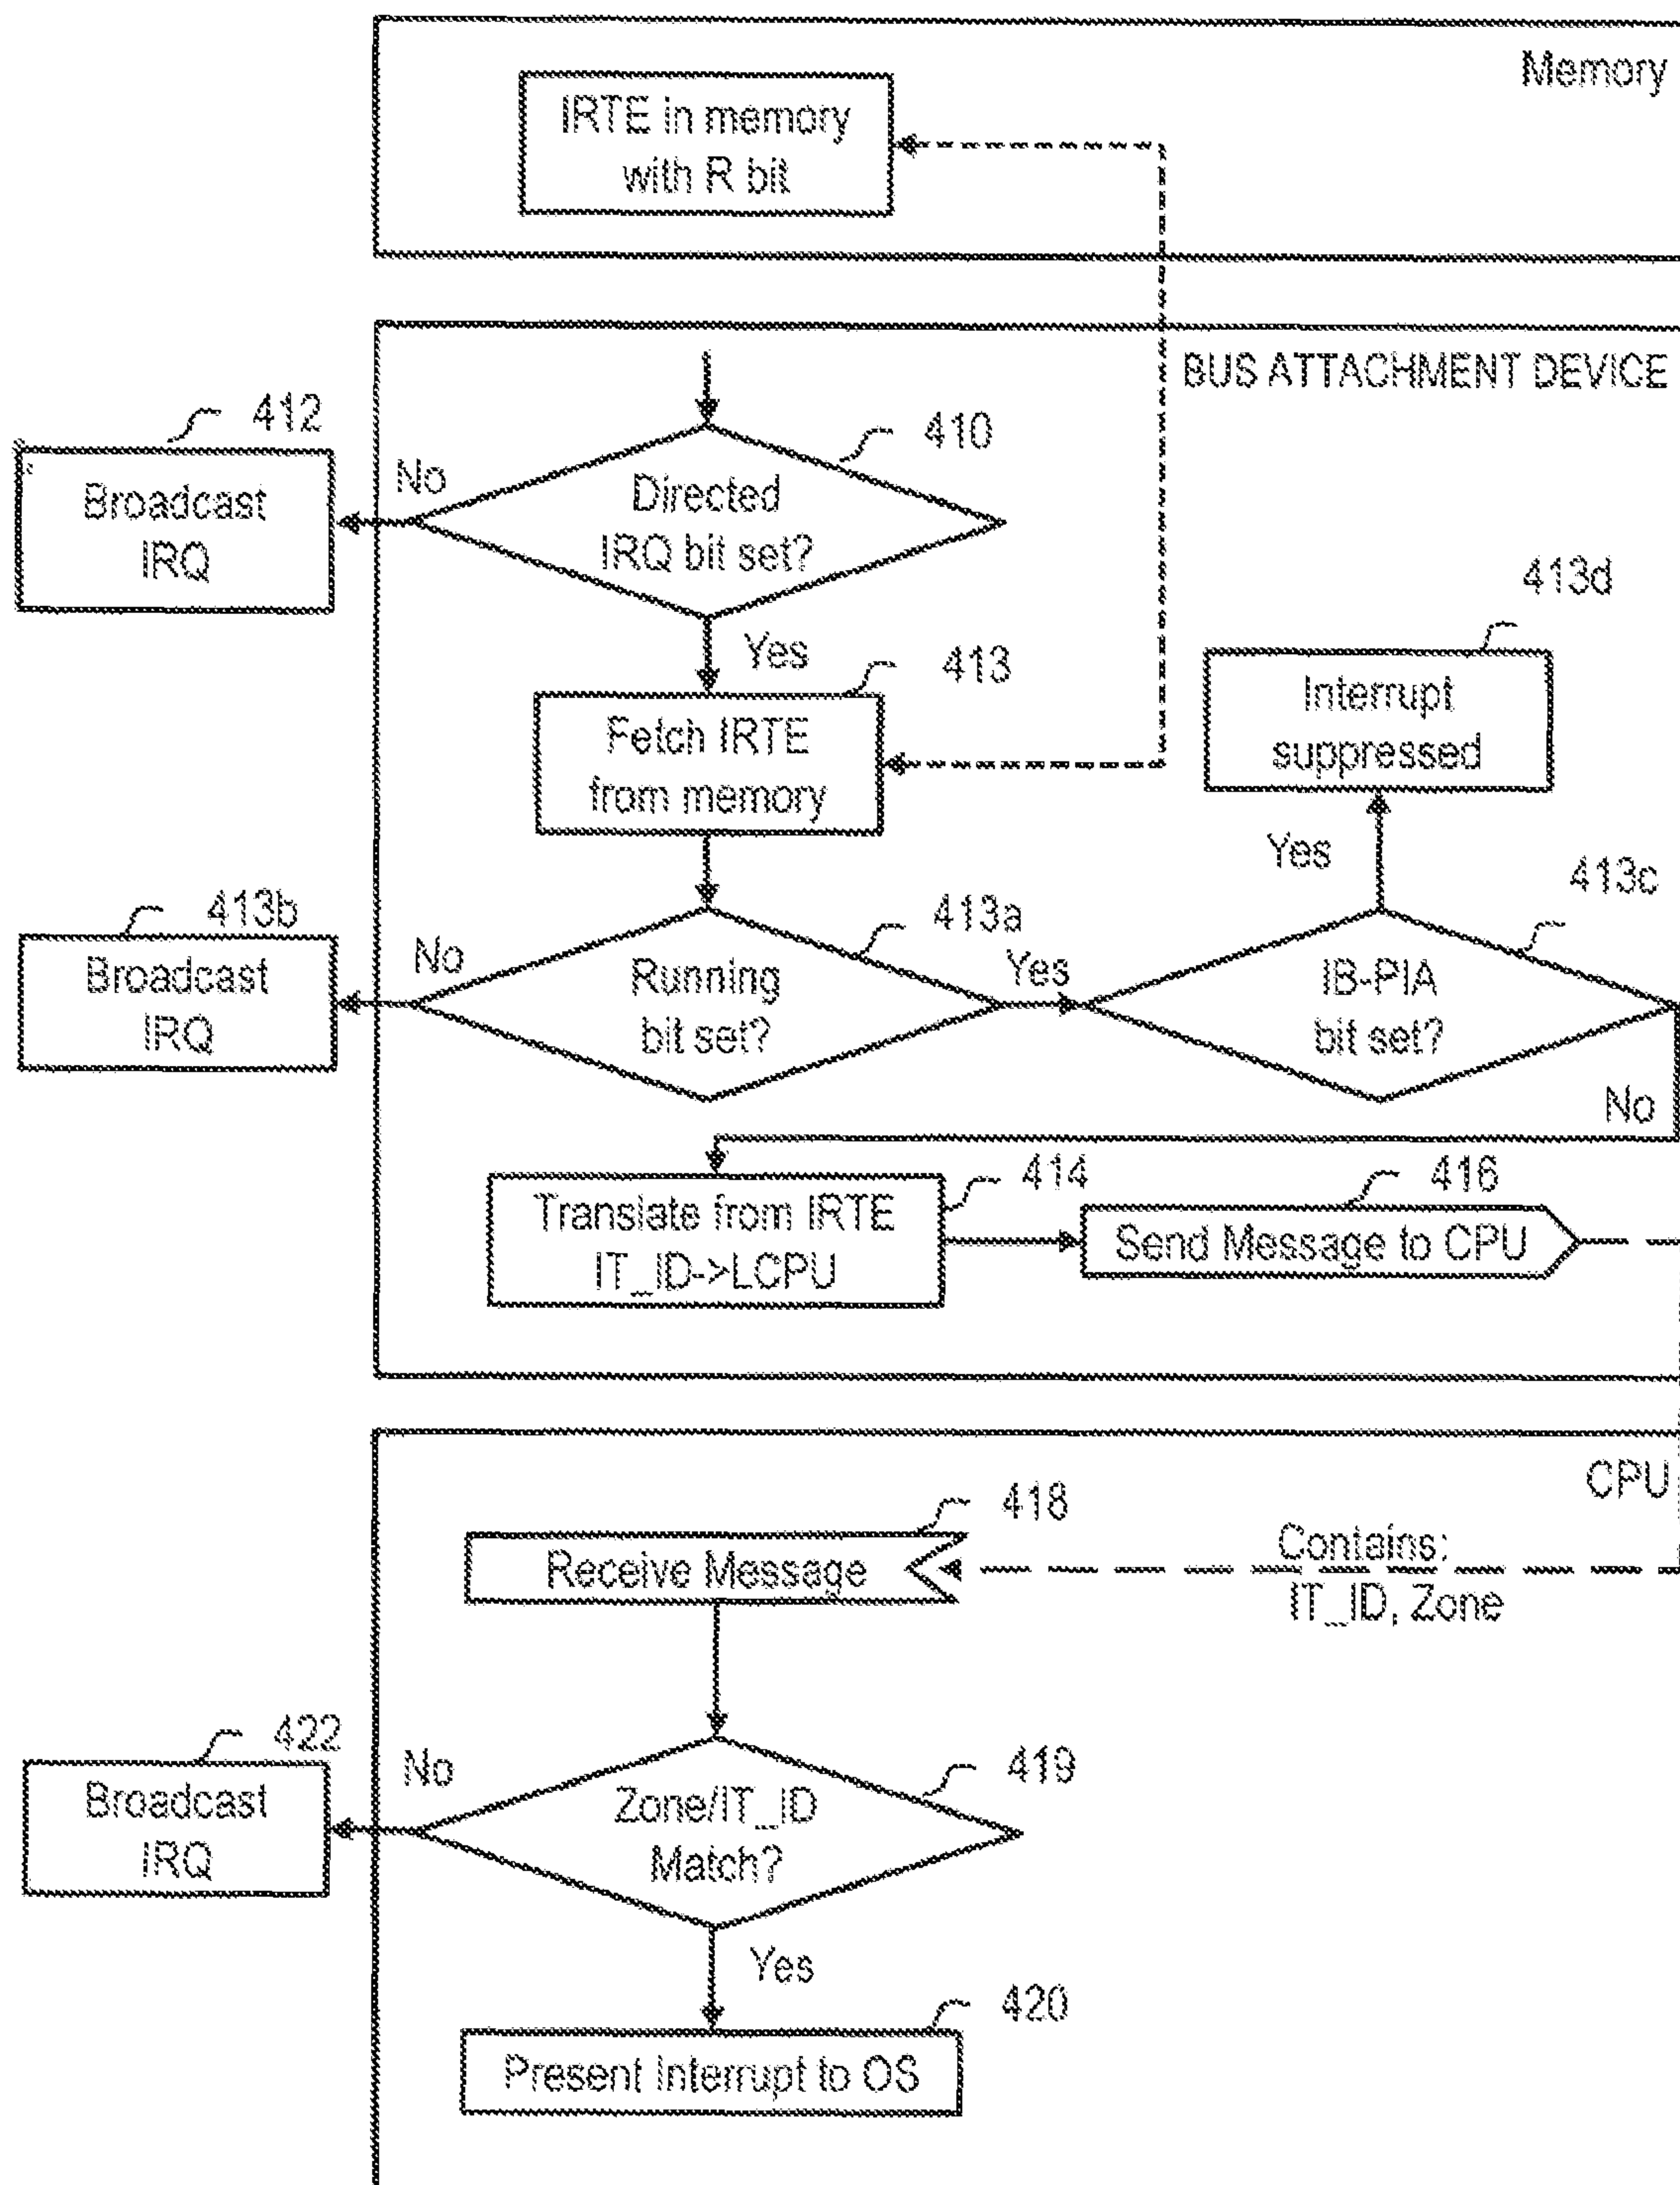 Memory
IRTE in memory
with R bit
BUS ATTACHMENT DEVICE
412
Broadcast
IRQ
No
410
Directed
IRQ bit set?
Yes
413
Fetch IRTE
from memory
413d
Interrupt
suppressed
Yes
413b
Broadcast
IRQ
No
413a
Running
bit set?
Yes
413c
IB-PIA
bit set?
No
414
Translate from IRTE
IT_ID->LCPU
416
Send Message to CPU
CPU
418
Receive Message
Contains:
IT_ID, Zone
422
Broadcast
IRQ
No
419
Zone/IT_ID
Match?
Yes
420
Present Interrupt to OS